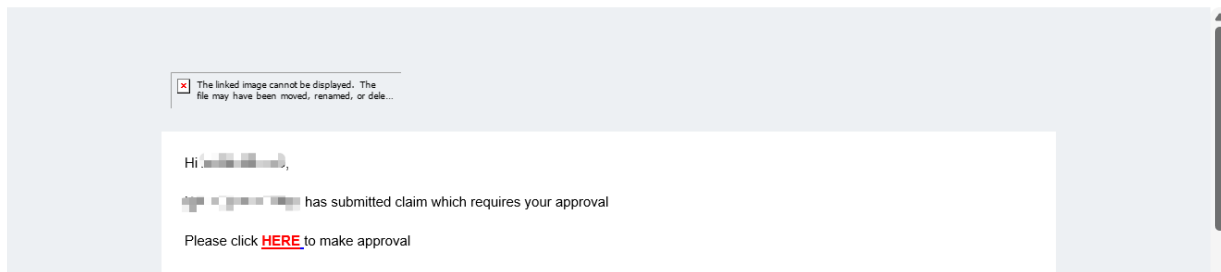 The linked image cannot be displayed. The
file may have been moved, renamed, or dele...
Hi ,
has submitted claim which requires your approval
Please click HERE to make approval